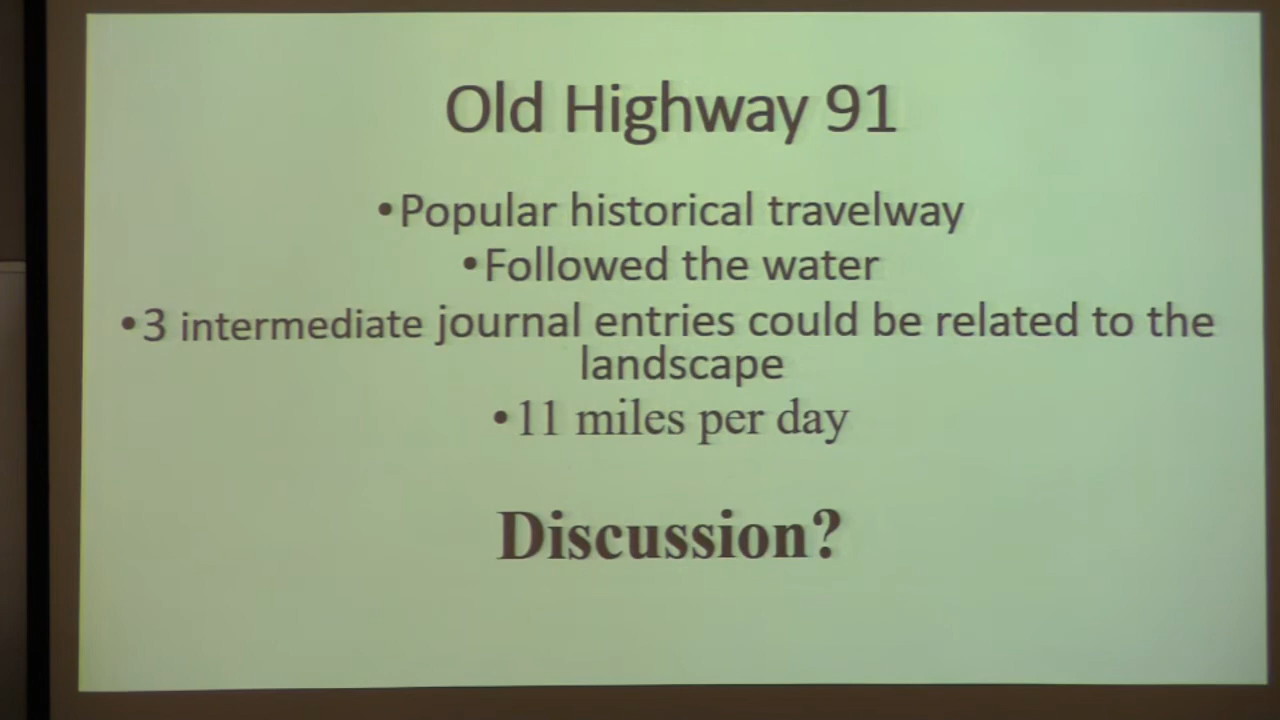 Old Highway 91
•Popular historical travelway
•Followed the water
•3 intermediate journal entries could be related to the
landscape
•11 miles per day
Discussion?